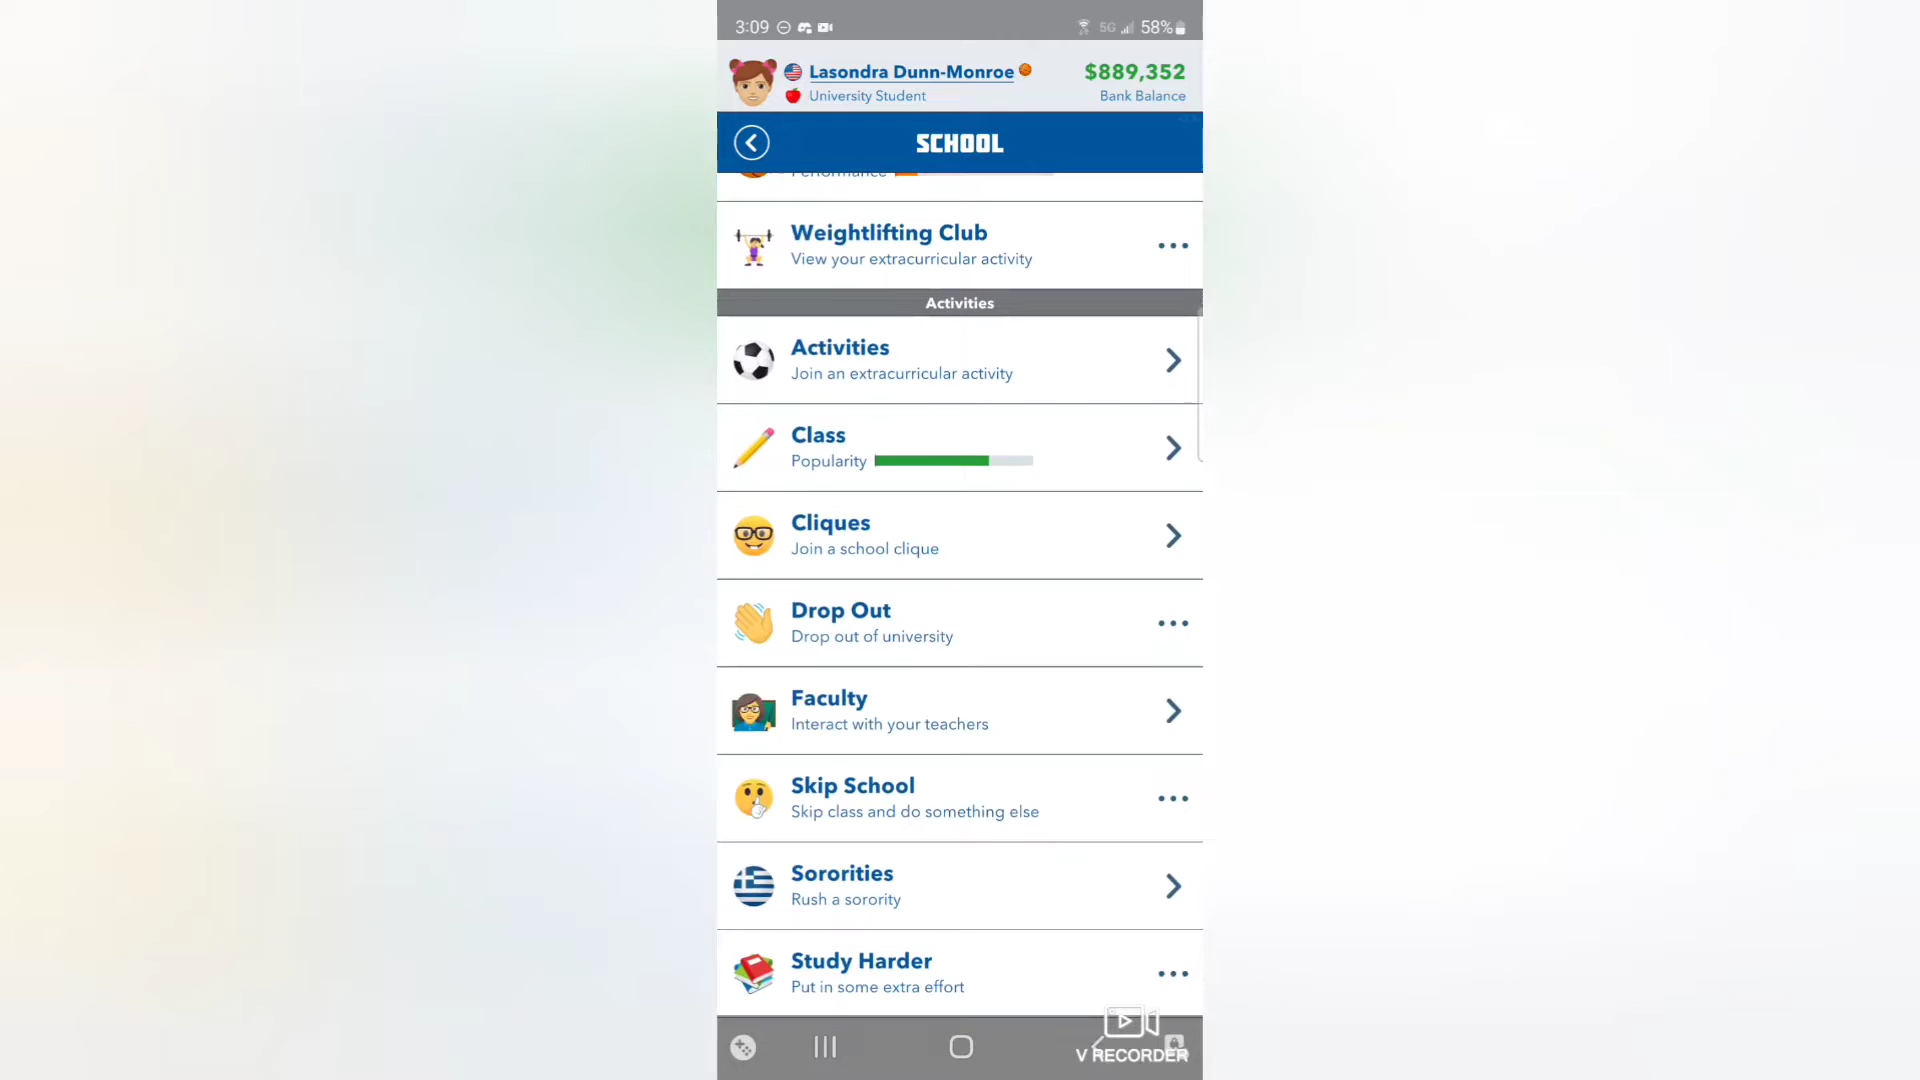 3:09
5G 58%
Lasondra Dunn-Monroe
$889,352
University Student
Bank Balance
SCHOOL
Performance
Weightlifting Club
View your extracurricular activity
Activities
Activities
Join an extracurricular activity
Class
Popularity
Cliques
Join a school clique
Drop Out
Drop out of university
Faculty
Interact with your teachers
Skip School
Skip class and do something else
Sororities
Rush a sorority
Study Harder
Put in some extra effort
V RECORDER